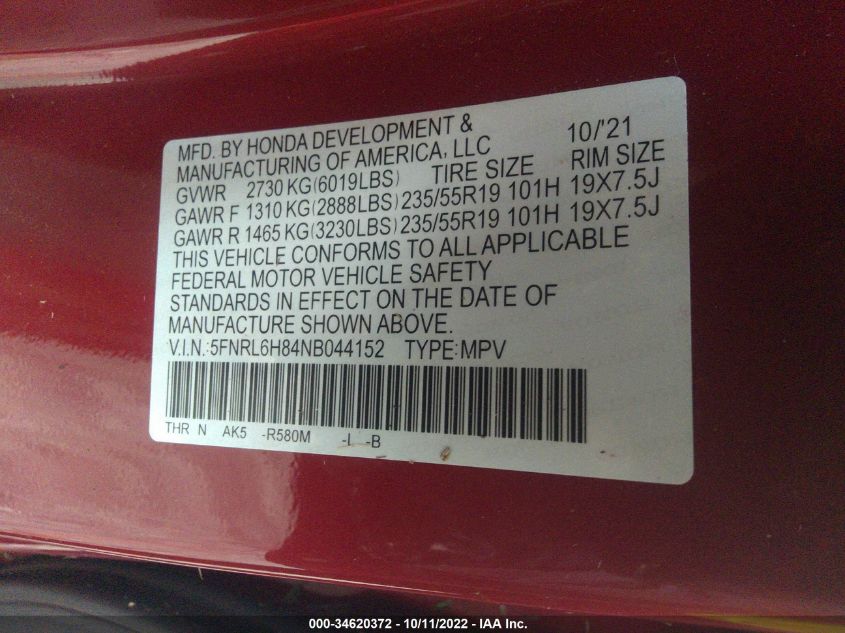 MFD. BY HONDA DEVELOPMENT & 10/'21
MANUFACTURING OF AMERICA, LLC
GVWR 2730 KG(6019LBS) TIRE SIZE RIM SIZE
GAWR F 1310 KG(2888LBS) 235/55R19 101H 19X7.5J
GAWR R 1465 KG(3230LBS) 235/55R19 101H 19X7.5J
THIS VEHICLE CONFORMS TO ALL APPLICABLE
FEDERAL MOTOR VEHICLE SAFETY
STANDARDS IN EFFECT ON THE DATE OF
MANUFACTURE SHOWN ABOVE.
V.I.N.:5FNRL6H84NB044152 TYPE:MPV
THR N AK5 -R580M -L -B
000-34620372 - 10/11/2022 - IAA Inc.